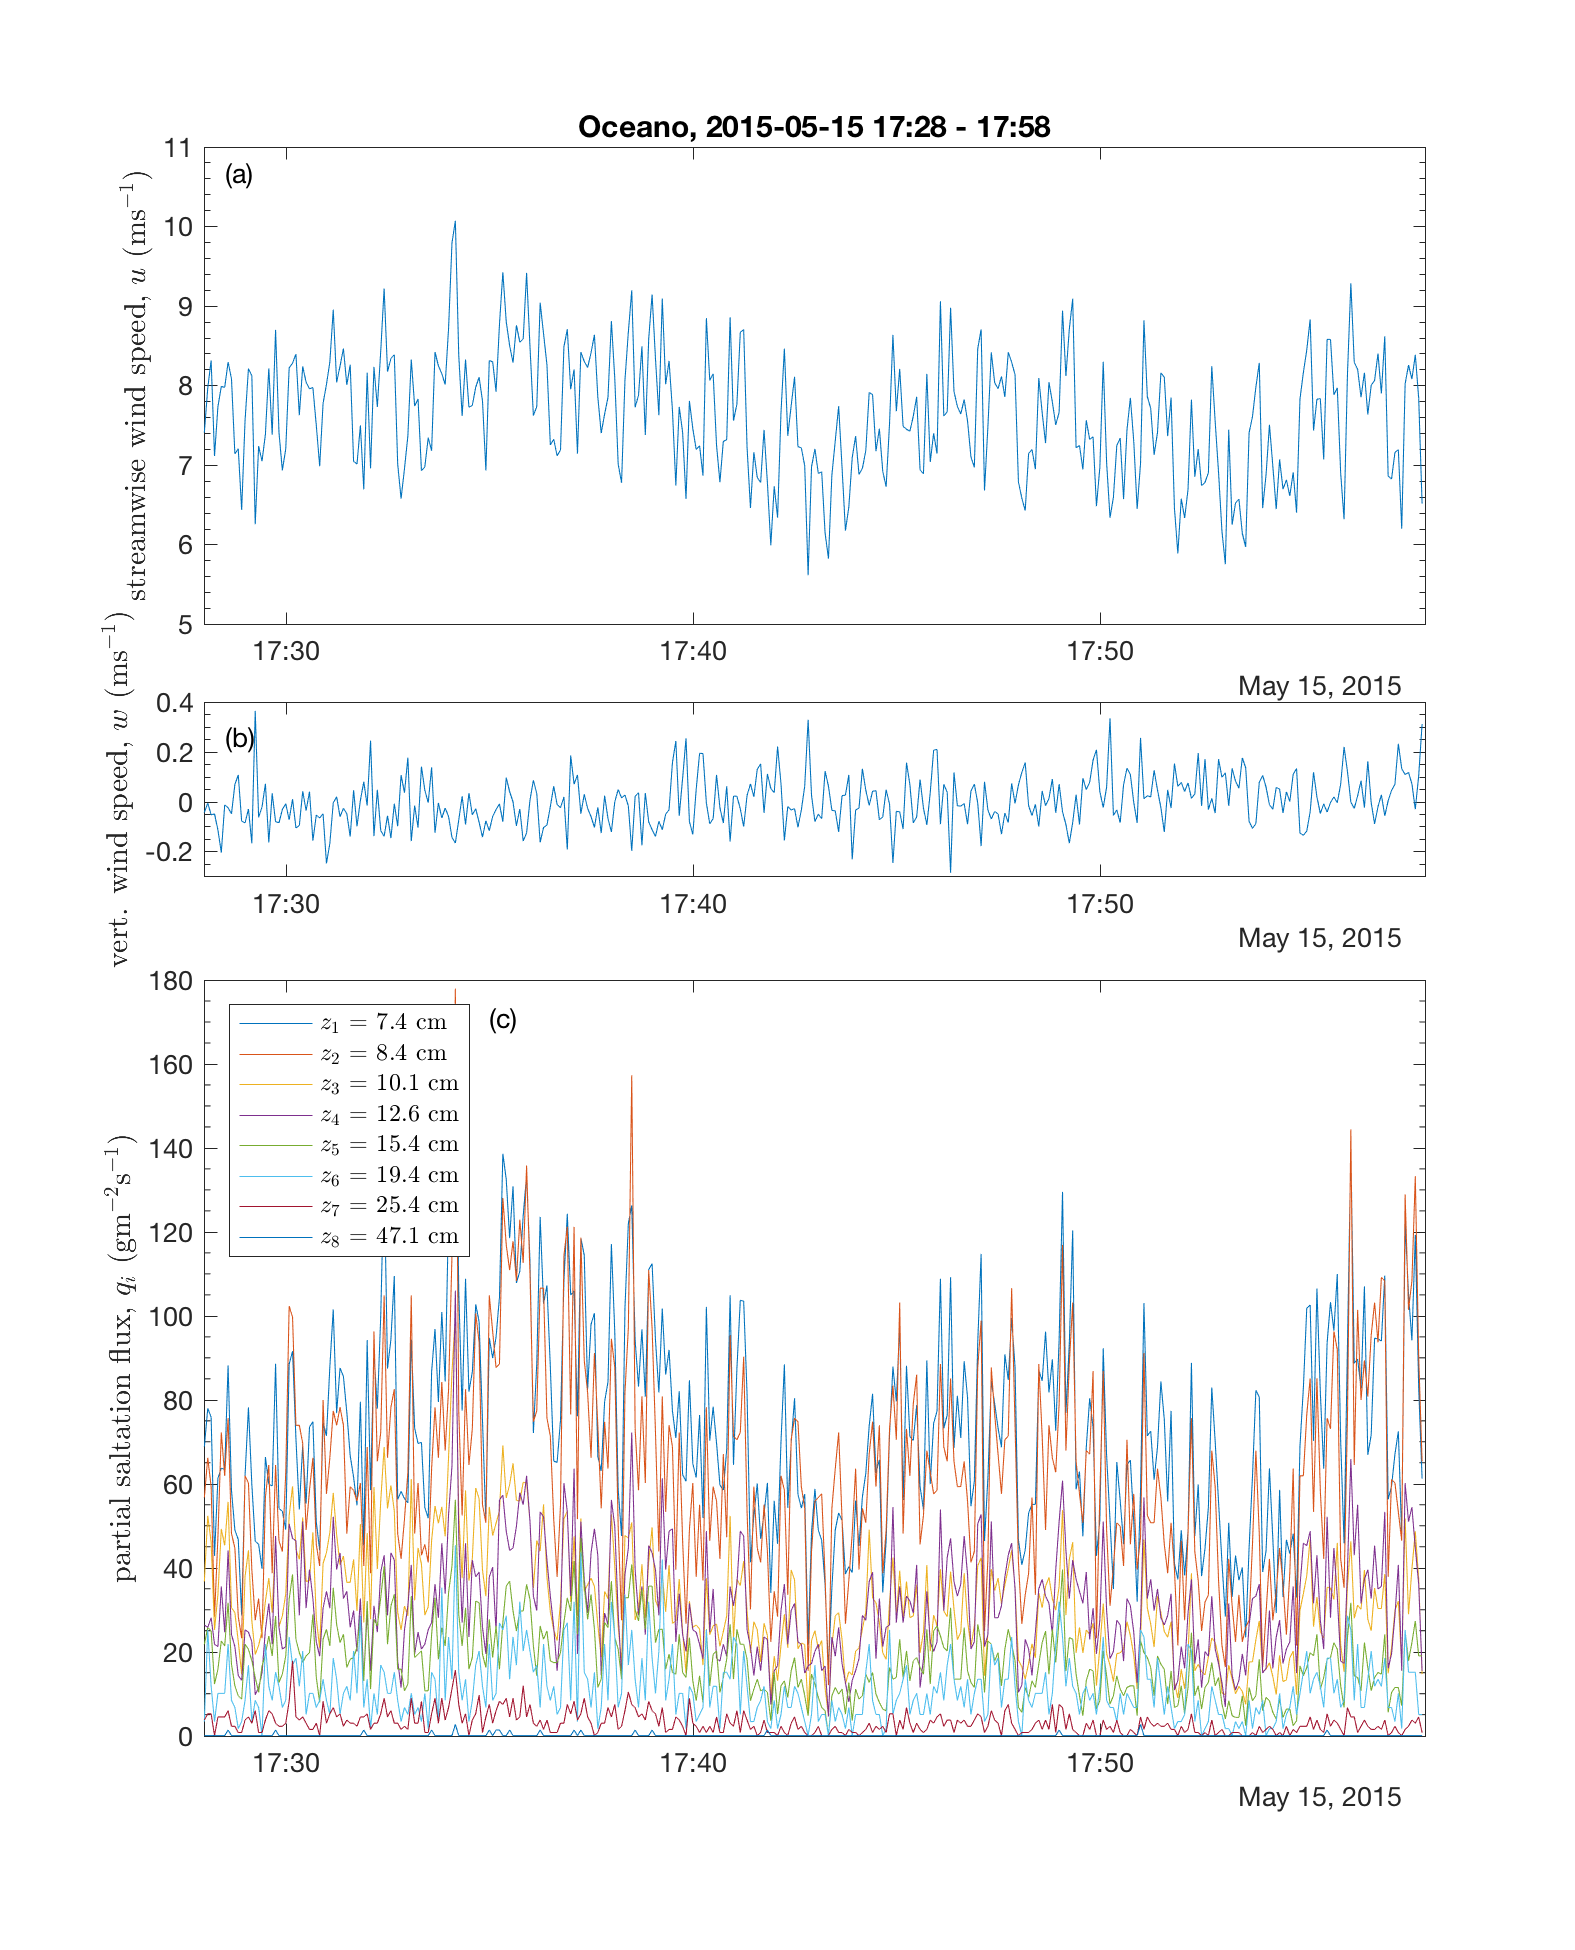 Oceano, 2015-05-15 17:28 - 17:58
(a)
streamwise wind speed, u (ms⁻¹)
11
10
9
8
7
6
5
17:30 17:40 17:50
May 15, 2015
(b)
vert. wind speed, w (ms⁻¹)
0.4
0.2
0
-0.2
17:30 17:40 17:50
May 15, 2015
(c)
partial saltation flux, qᵢ (gm⁻²s⁻¹)
180
160
140
120
100
80
60
40
20
0
z₁ = 7.4 cm
z₂ = 8.4 cm
z₃ = 10.1 cm
z₄ = 12.6 cm
z₅ = 15.4 cm
z₆ = 19.4 cm
z₇ = 25.4 cm
z₈ = 47.1 cm
17:30 17:40 17:50
May 15, 2015